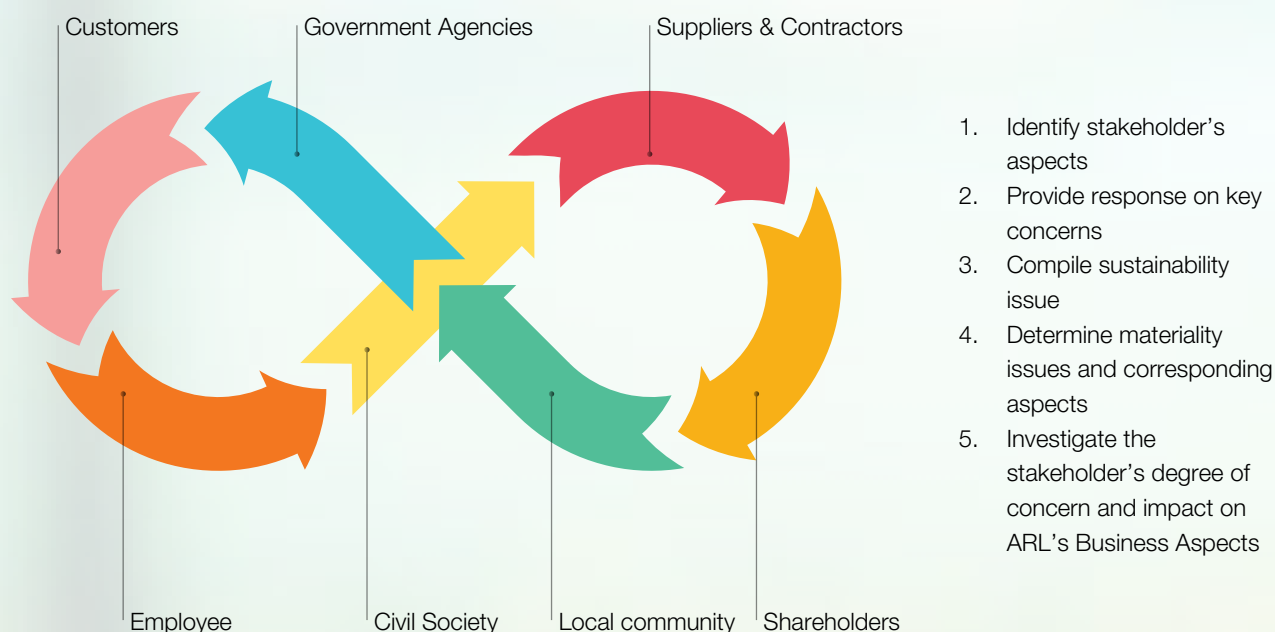 Customers
Government Agencies
Suppliers & Contractors
1. Identify stakeholder’s
aspects
2. Provide response on key
concerns
3. Compile sustainability
issue
4. Determine materiality
issues and corresponding
aspects
5. Investigate the
stakeholder’s degree of
concern and impact on
ARL’s Business Aspects
Employee
Civil Society
Local community
Shareholders